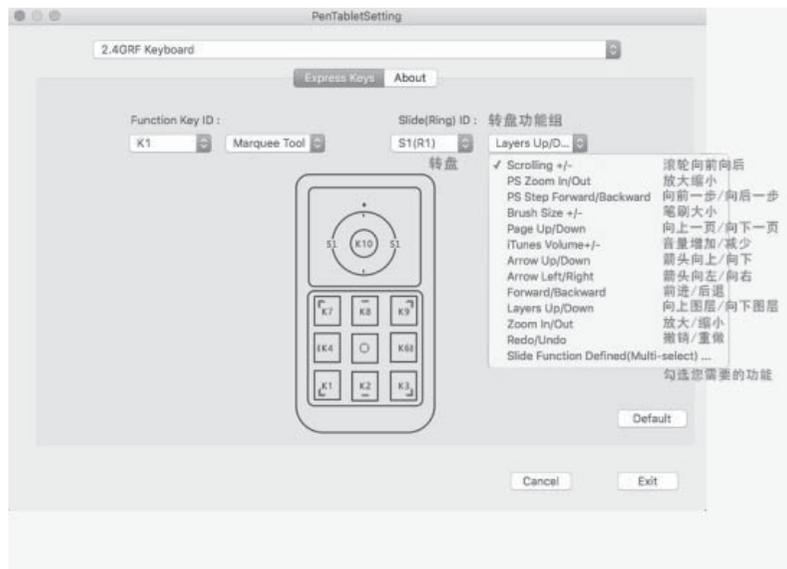 PenTabletSetting
2.4GRF Keyboard
Express Keys About
Function Key ID : Slide(Ring) ID : 转盘功能组
K1 Marquee Tool S1(R1) Layers Up/D...
转盘
✓ Scrolling +/- 滚轮向前向后
PS Zoom In/Out 放大缩小
PS Step Forward/Backward 向前一步/向后一步
Brush Size +/- 笔刷大小
Page Up/Down 向上一页/向下一页
iTunes Volume+/- 音量增加/减少
Arrow Up/Down 箭头向上/向下
Arrow Left/Right 箭头向左/向右
Forward/Backward 前进/后退
Layers Up/Down 向上图层/向下图层
Zoom In/Out 放大/缩小
Redo/Undo 撤销/重做
Slide Function Defined(Multi-select) ...
勾选您需要的功能
S1 K10 S1
K7 K8 K9
K4 K6
K1 K2 K3
Default
Cancel Exit